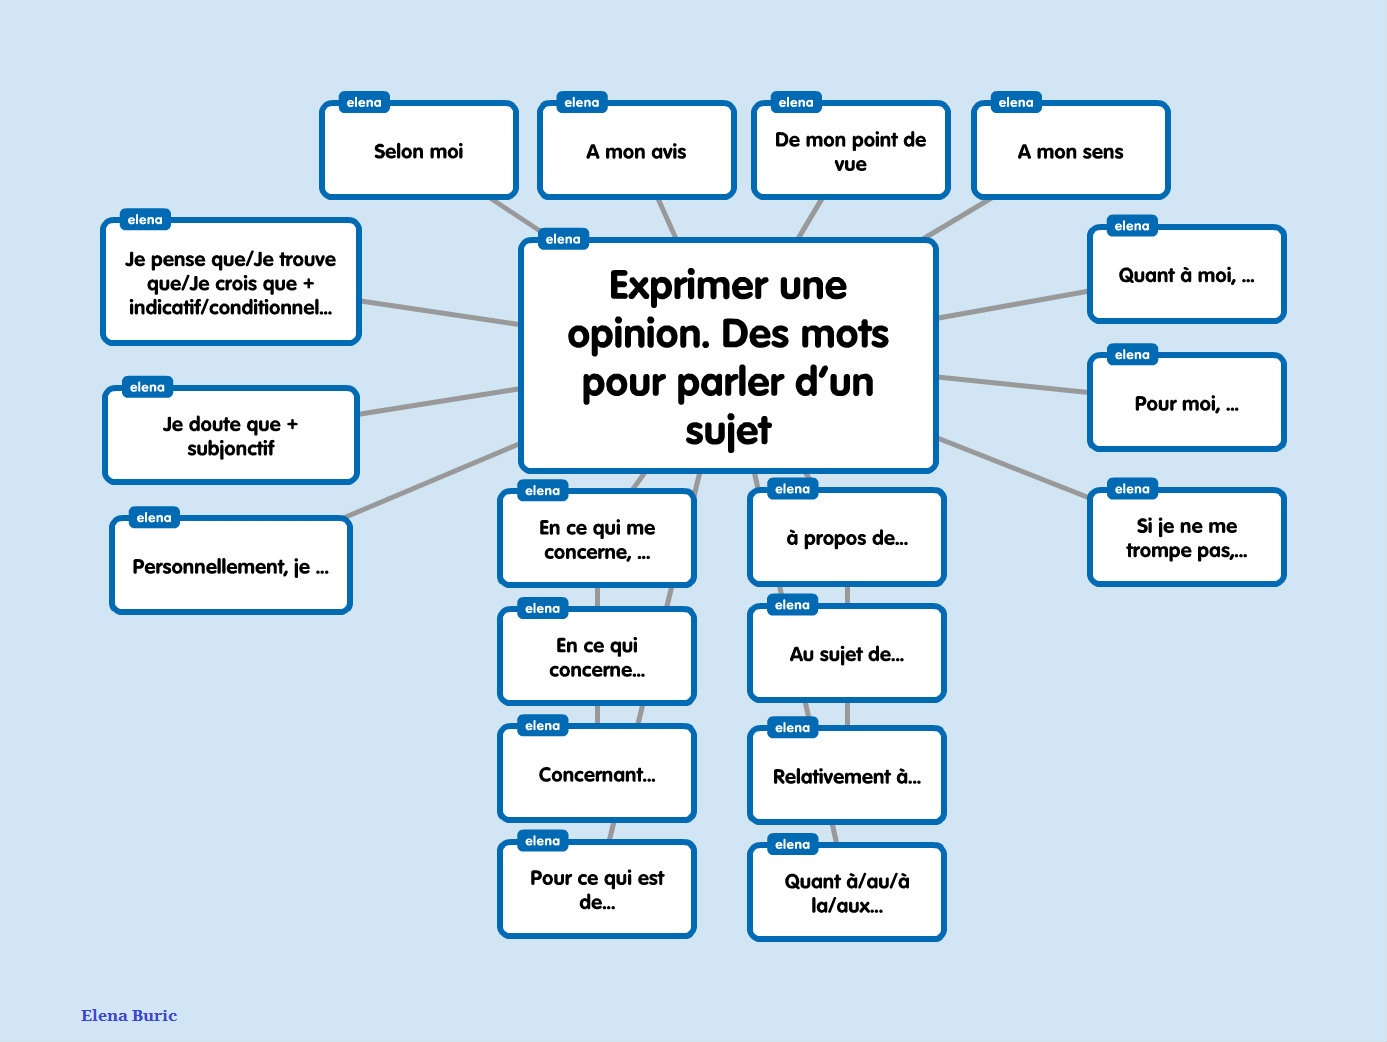 elena
Selon moi
elena
A mon avis
elena
De mon point de
vue
elena
A mon sens
elena
Je pense que/Je trouve
que/Je crois que +
indicatif/conditionnel...
elena
Je doute que +
subjonctif
elena
Personnellement, je ...
elena
Exprimer une
opinion. Des mots
pour parler d'un
sujet
elena
Quant à moi, ...
elena
Pour moi, ...
elena
Si je ne me
trompe pas,...
elena
En ce qui me
concerne, ...
elena
En ce qui
concerne...
elena
Concernant...
elena
Pour ce qui est
de...
elena
à propos de...
elena
Au sujet de...
elena
Relativement à...
elena
Quant à/au/à
la/aux...
Elena Buric